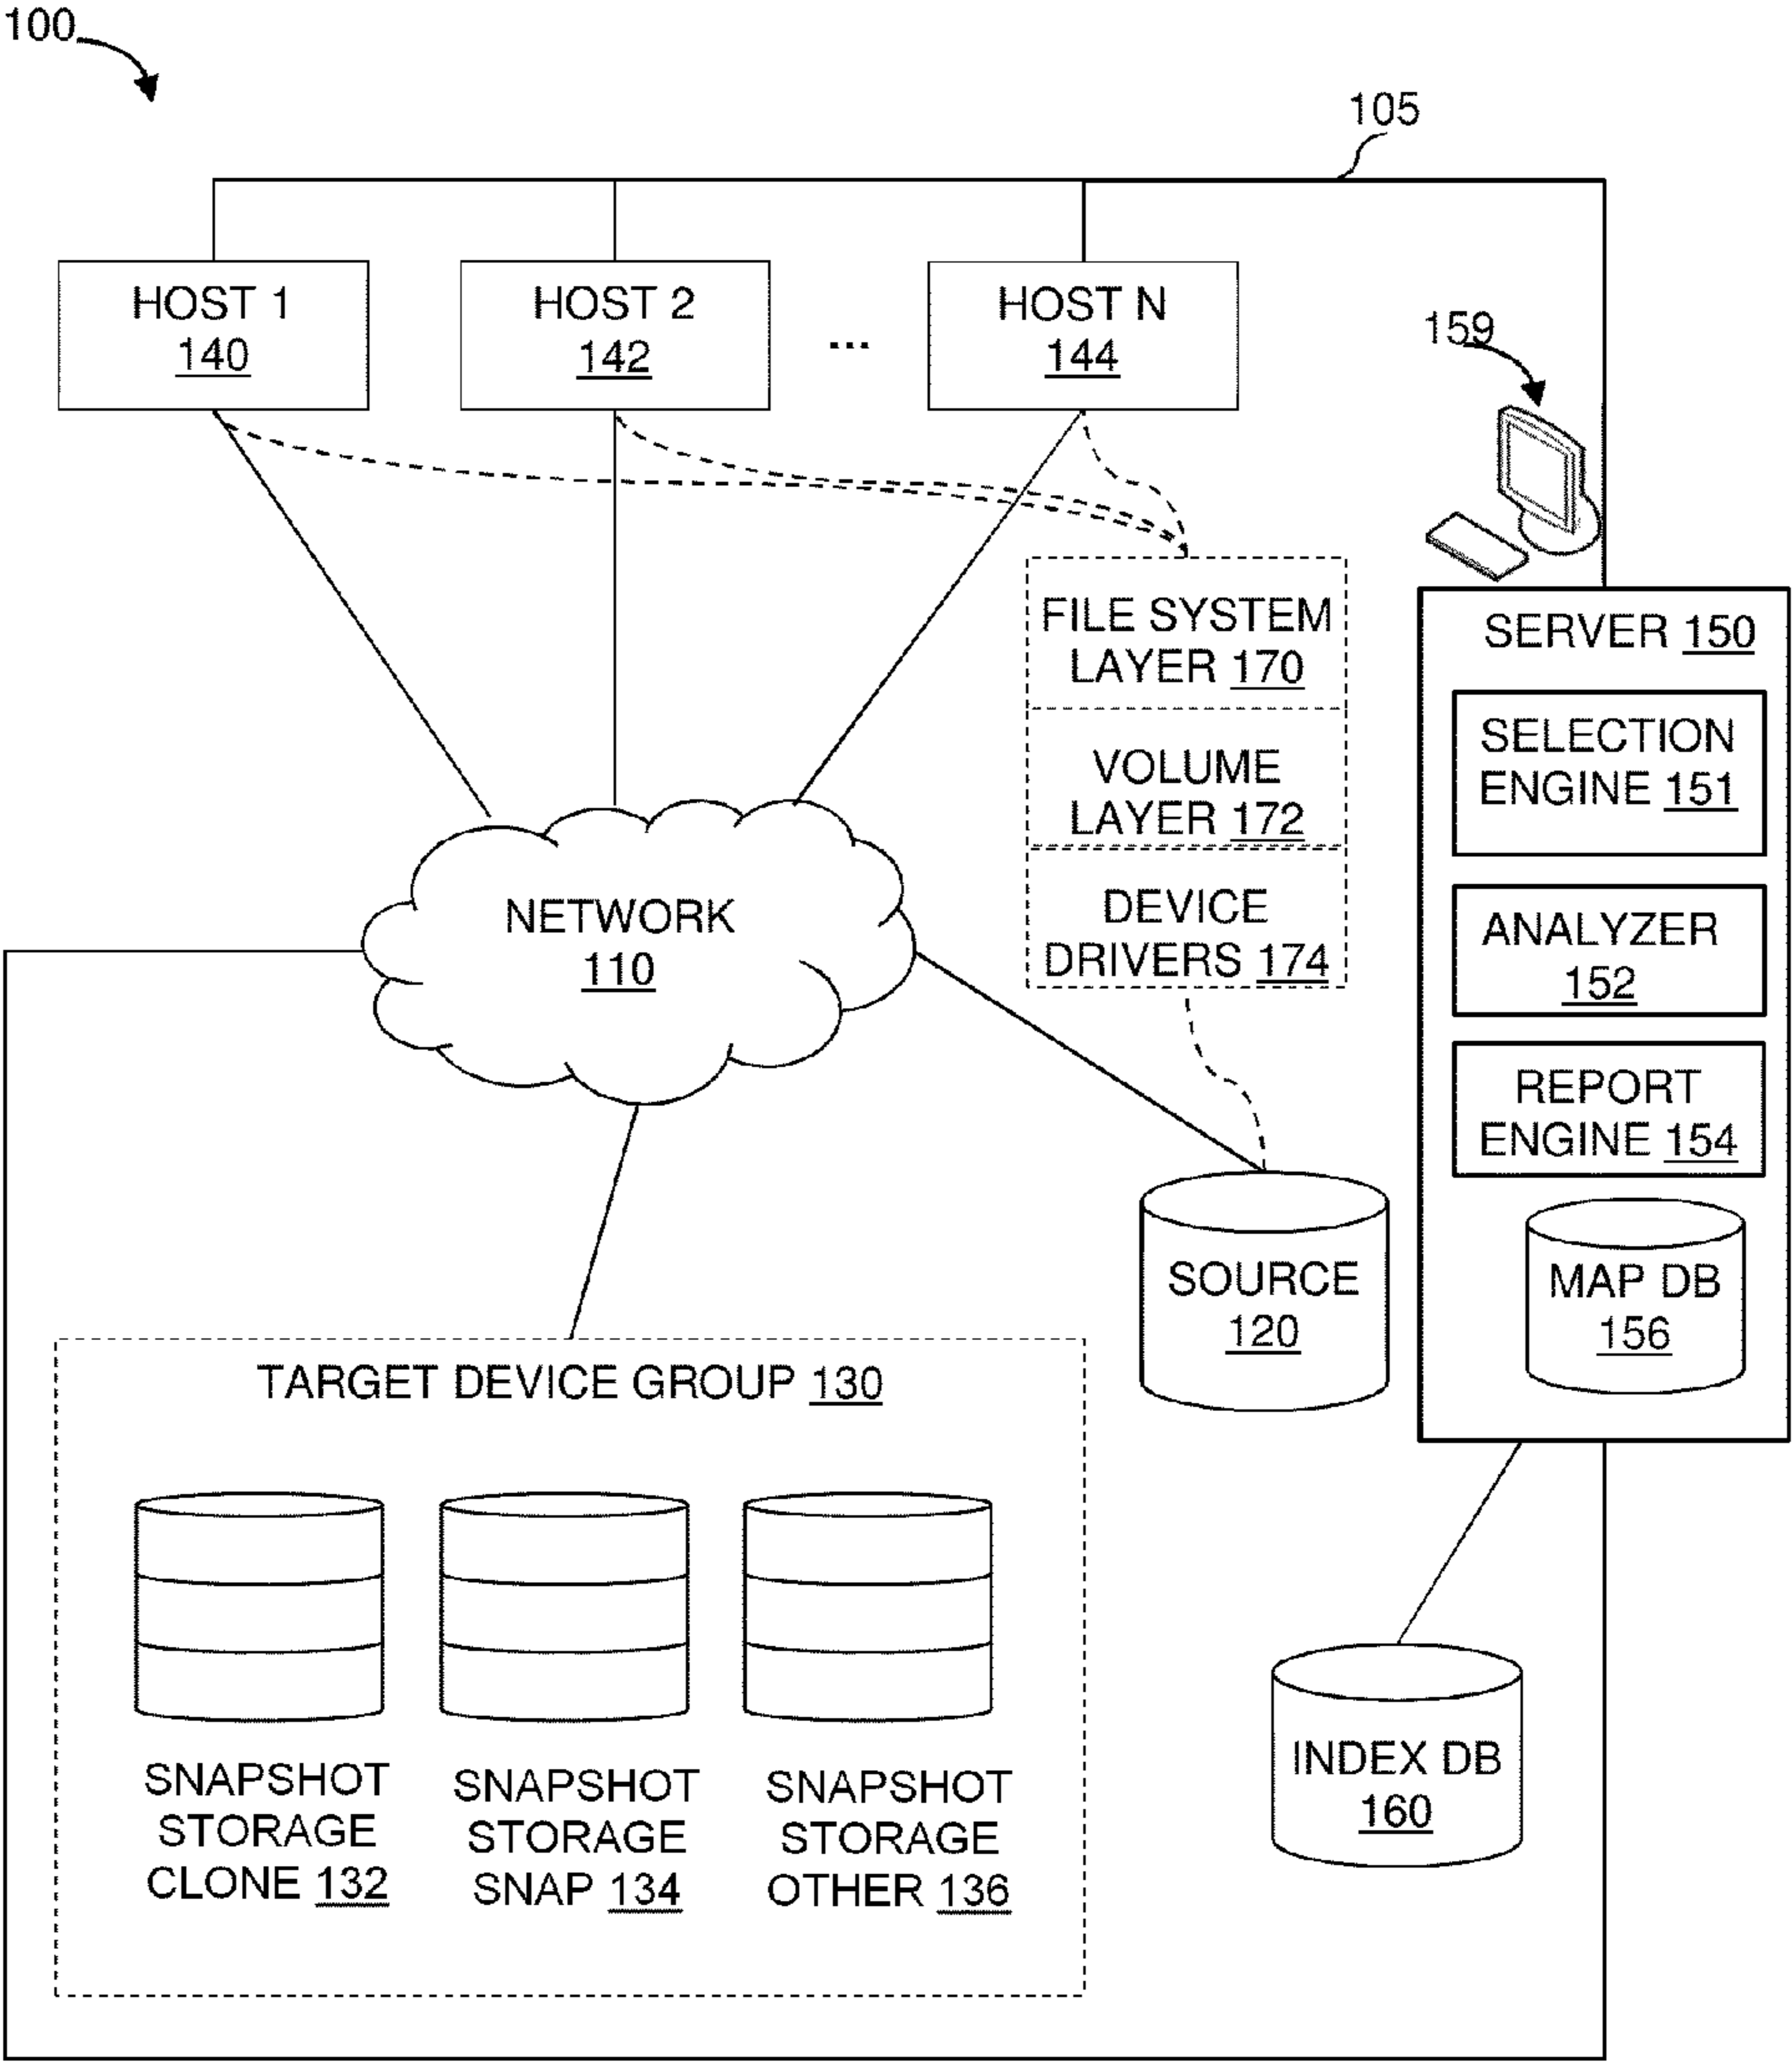 100
105
HOST 1
140
HOST 2
142
...
HOST N
144
159
FILE SYSTEM
LAYER 170
VOLUME
LAYER 172
DEVICE
DRIVERS 174
SERVER 150
SELECTION
ENGINE 151
ANALYZER
152
REPORT
ENGINE 154
MAP DB
156
NETWORK
110
SOURCE
120
TARGET DEVICE GROUP 130
SNAPSHOT
STORAGE
CLONE 132
SNAPSHOT
STORAGE
SNAP 134
SNAPSHOT
STORAGE
OTHER 136
INDEX DB
160